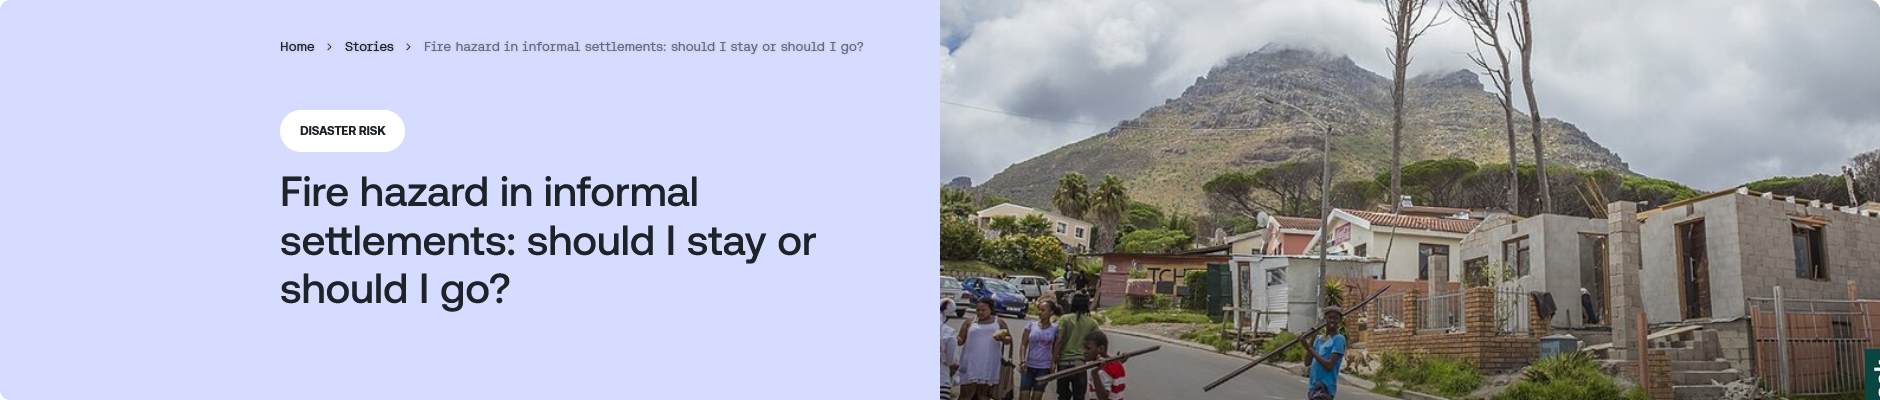 Home > Stories > Fire hazard in informal settlements: should I stay or should I go?
DISASTER RISK
Fire hazard in informal
settlements: should I stay or
should I go?
TCH